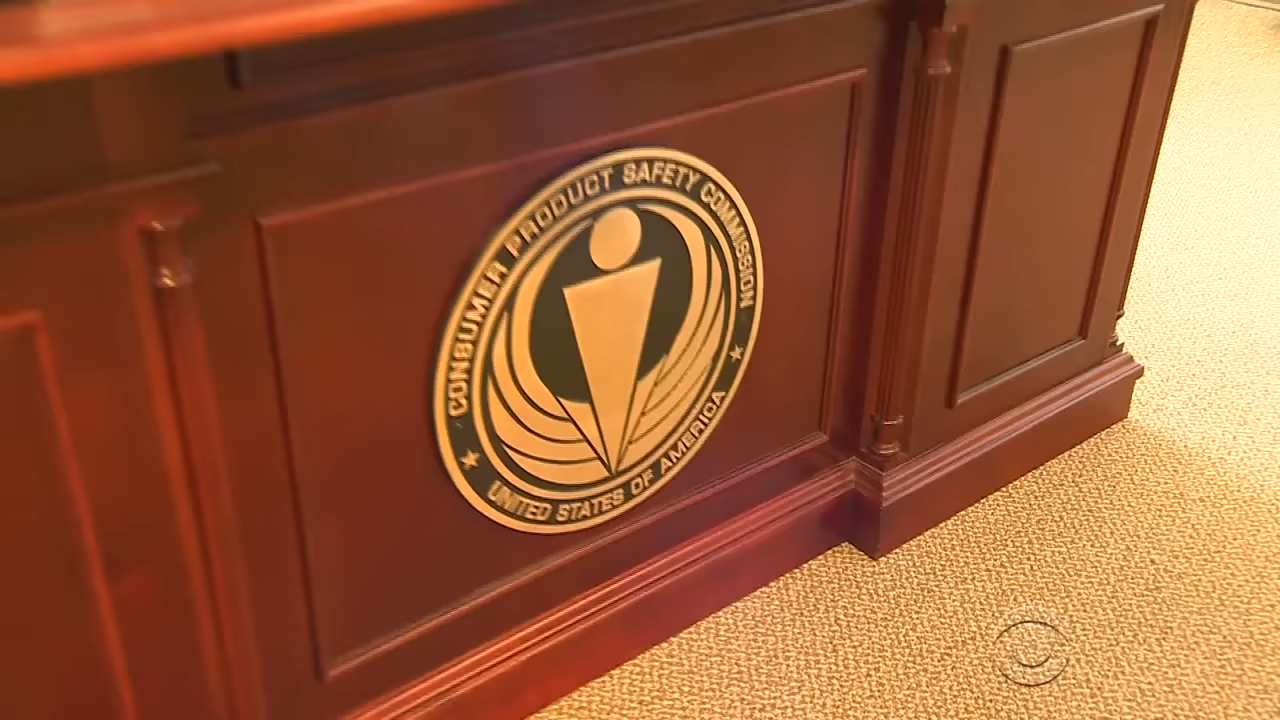 CONSUMER PRODUCT SAFETY COMMISSION
UNITED STATES OF AMERICA